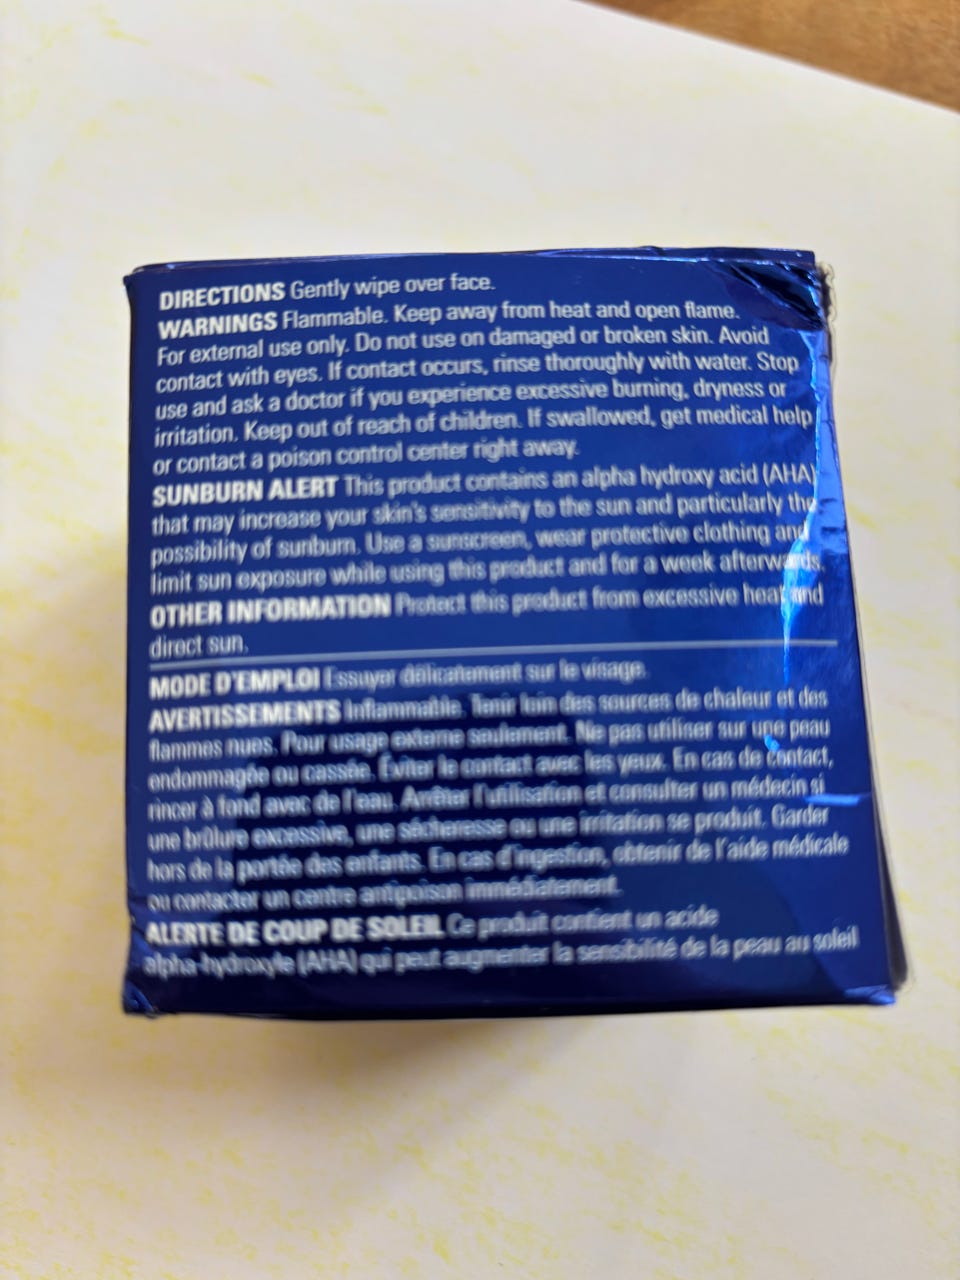 DIRECTIONS Gently wipe over face.
WARNINGS Flammable. Keep away from heat and open flame.
For external use only. Do not use on damaged or broken skin. Avoid
contact with eyes. If contact occurs, rinse thoroughly with water. Stop
use and ask a doctor if you experience excessive burning, dryness or
irritation. Keep out of reach of children. If swallowed, get medical help
or contact a poison control center right away.
SUNBURN ALERT This product contains an alpha hydroxy acid (AHA)
that may increase your skin's sensitivity to the sun and particularly the
possibility of sunburn. Use a sunscreen, wear protective clothing and
limit sun exposure while using this product and for a week afterwards.
OTHER INFORMATION Protect this product from excessive heat and
direct sun.
MODE D'EMPLOI Essuyer délicatement sur le visage.
AVERTISSEMENTS Inflammable. Tenir loin des sources de chaleur et des
flammes nues. Pour usage externe seulement. Ne pas utiliser sur une peau
endommagée ou cassée. Éviter le contact avec les yeux. En cas de contact,
rincer à fond avec de l'eau. Arrêter l'utilisation et consulter un médecin si
une brûlure excessive, une sécheresse ou une irritation se produit. Garder
hors de la portée des enfants. En cas d'ingestion, obtenir de l'aide médicale
ou contacter un centre antipoison immédiatement.
ALERTE DE COUP DE SOLEIL Ce produit contient un acide
alpha-hydroxyle (AHA) qui peut augmenter la sensibilité de la peau au soleil